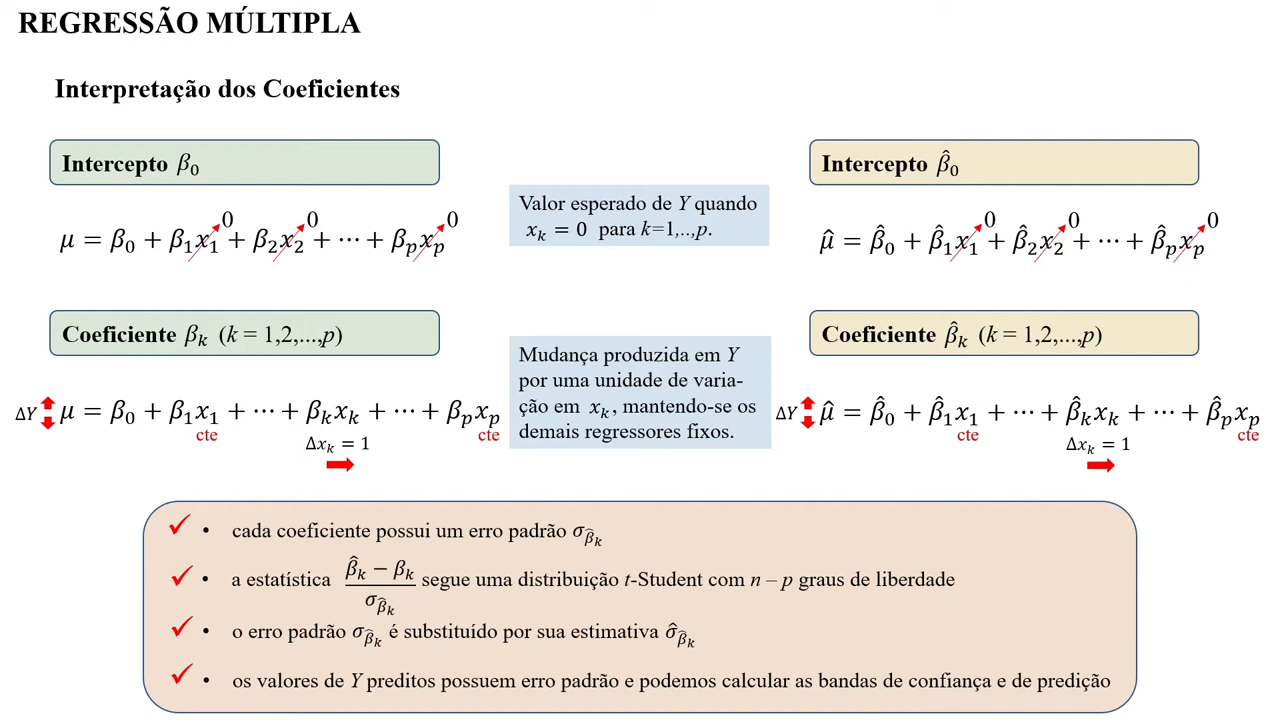 REGRESSÃO MÚLTIPLA
Interpretação dos Coeficientes
Intercepto β₀
μ = β₀ + β₁x₁ + β₂x₂ + ⋯ + βₚxₚ
0 0 0
Valor esperado de Y quando
xₖ = 0 para k=1,..,p.
Intercepto β̂₀
μ̂ = β̂₀ + β̂₁x₁ + β̂₂x₂ + ⋯ + β̂ₚxₚ
0 0 0
Coeficiente βₖ (k = 1,2,...,p)
ΔY μ = β₀ + β₁x₁ + ⋯ + βₖxₖ + ⋯ + βₚxₚ
cte cte
Δxₖ = 1
Mudança produzida em Y
por uma unidade de varia-
ção em xₖ, mantendo-se os
demais regressores fixos.
Coeficiente β̂ₖ (k = 1,2,...,p)
ΔY μ̂ = β̂₀ + β̂₁x₁ + ⋯ + β̂ₖxₖ + ⋯ + β̂ₚxₚ
cte cte
Δxₖ = 1
✓ • cada coeficiente possui um erro padrão σ_β̂ₖ
✓ • a estatística (β̂ₖ − βₖ)/σ_β̂ₖ segue uma distribuição t-Student com n – p graus de liberdade
✓ • o erro padrão σ_β̂ₖ é substituído por sua estimativa σ̂_β̂ₖ
✓ • os valores de Y preditos possuem erro padrão e podemos calcular as bandas de confiança e de predição